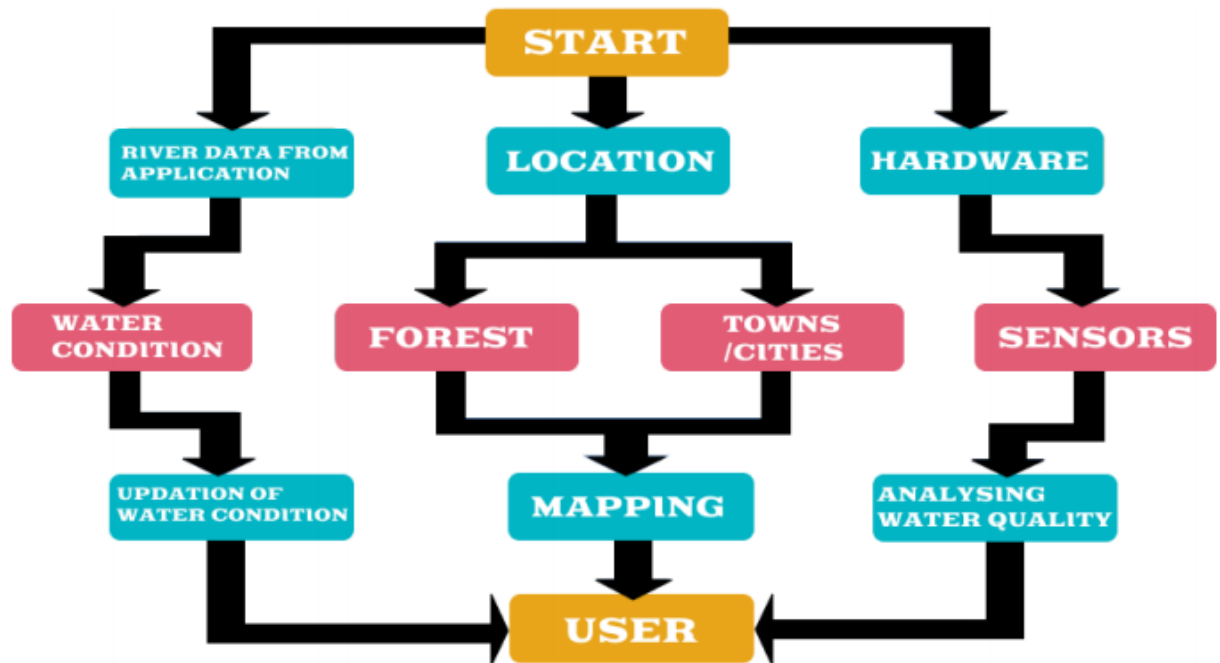 START
RIVER DATA FROM
APPLICATION
LOCATION
HARDWARE
WATER
CONDITION
FOREST
TOWNS
/CITIES
SENSORS
UPDATION OF
WATER CONDITION
MAPPING
ANALYSING
WATER QUALITY
USER